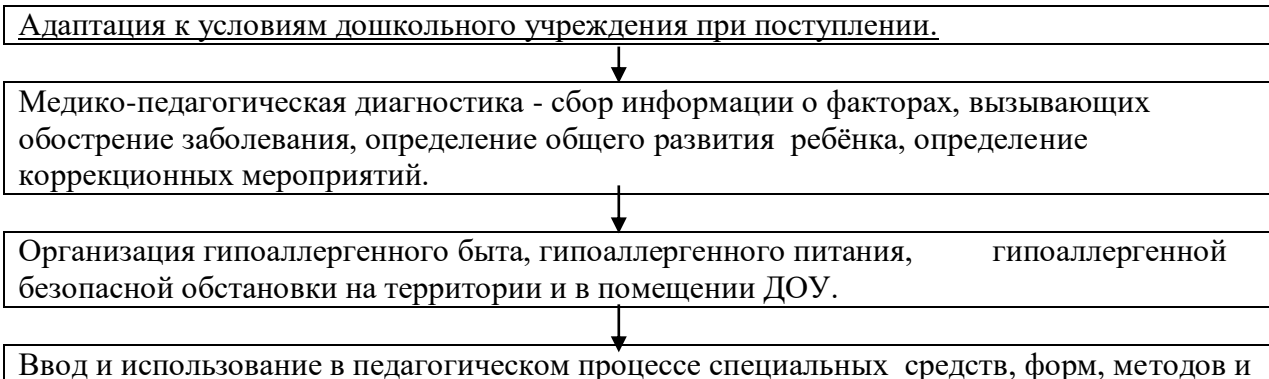 Адаптация к условиям дошкольного учреждения при поступлении.
Медико-педагогическая диагностика - сбор информации о факторах, вызывающих
обострение заболевания, определение общего развития ребёнка, определение
коррекционных мероприятий.
Организация гипоаллергенного быта, гипоаллергенного питания, гипоаллергенной
безопасной обстановки на территории и в помещении ДОУ.
Ввод и использование в педагогическом процессе специальных средств, форм, методов и